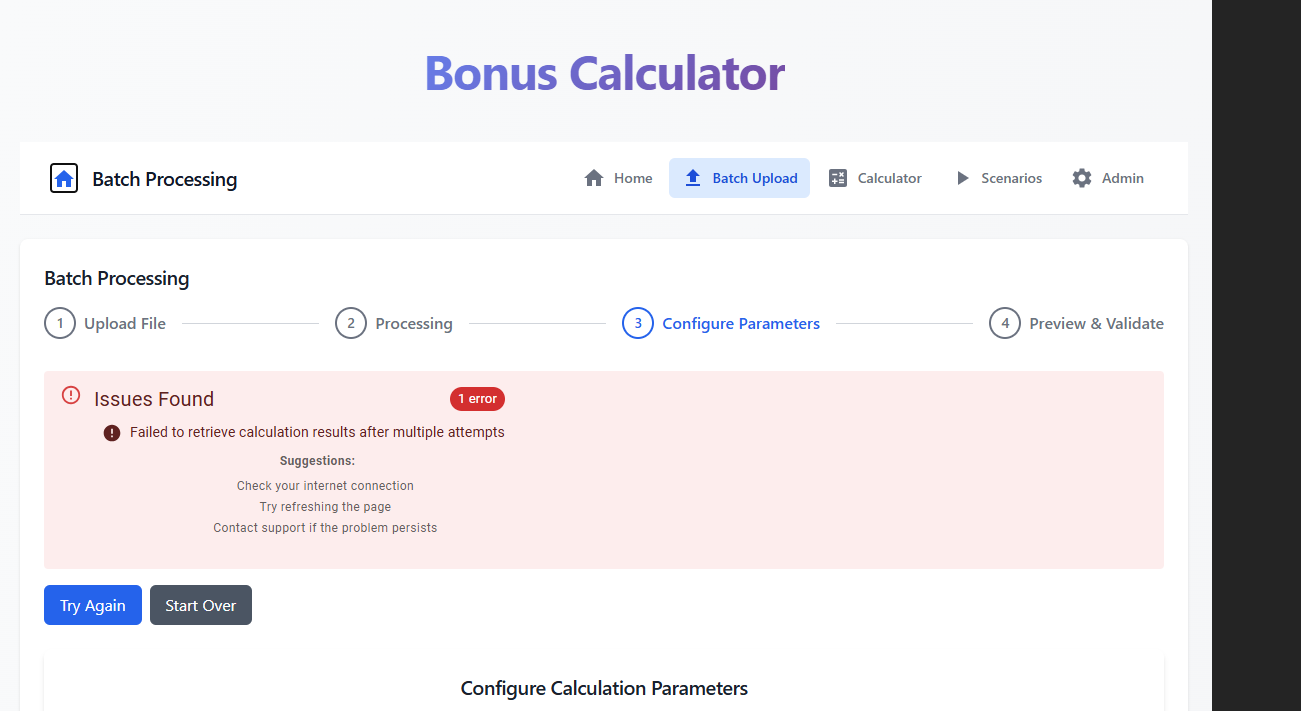 Bonus Calculator
Batch Processing
Home
Batch Upload
Calculator
Scenarios
Admin
Batch Processing
1 Upload File
2 Processing
3 Configure Parameters
4 Preview & Validate
Issues Found
1 error
Failed to retrieve calculation results after multiple attempts
Suggestions:
Check your internet connection
Try refreshing the page
Contact support if the problem persists
Try Again
Start Over
Configure Calculation Parameters